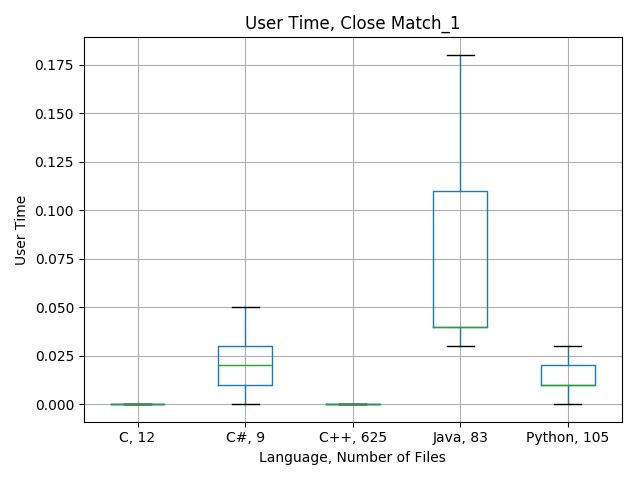 User Time, Close Match_1
0.175
0.150
0.125
0.100
0.075
0.050
0.025
0.000
User Time
C, 12
C#, 9
C++, 625
Java, 83
Python, 105
Language, Number of Files